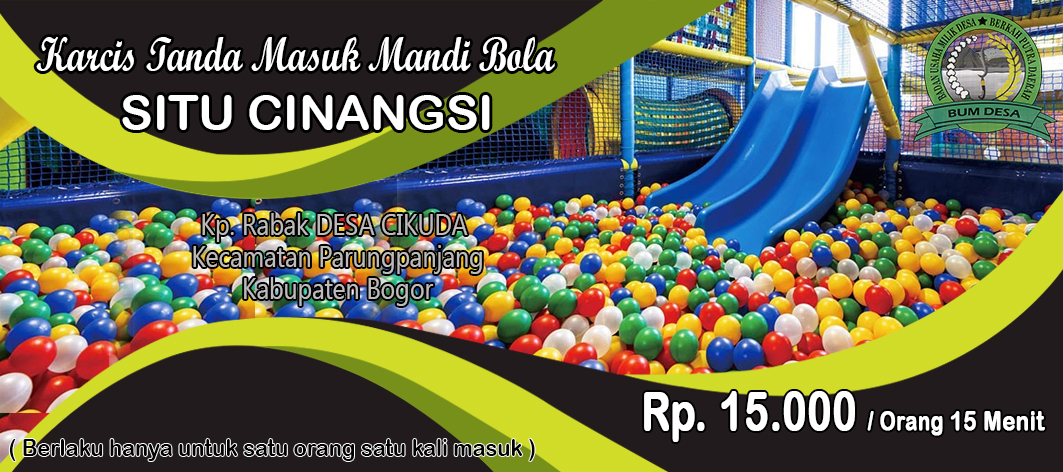 Karcis Tanda Masuk Mandi Bola
SITU CINANGSI
BADAN USAHA MILIK DESA ★ BERKAH PUTRA DAERAH
BUM DESA
Kp. Rabak DESA CIKUDA
Kecamatan Parungpanjang
Kabupaten Bogor
Rp. 15.000 / Orang 15 Menit
( Berlaku hanya untuk satu orang satu kali masuk )